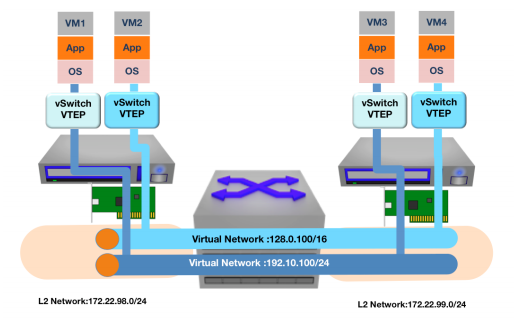 VM1 VM2 VM3 VM4
App App App App
OS OS OS OS
vSwitch VTEP
vSwitch VTEP
vSwitch VTEP
vSwitch VTEP
Virtual Network :128.0.100/16
Virtual Network :192.10.100/24
L2 Network:172.22.98.0/24
L2 Network:172.22.99.0/24